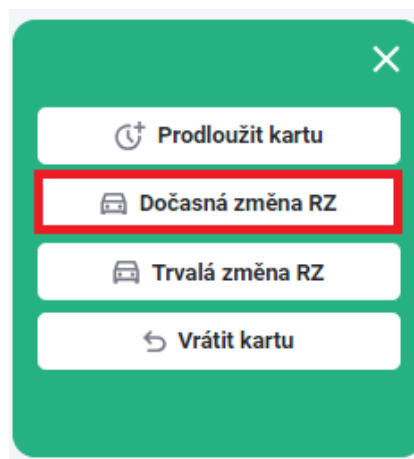 Prodloužit kartu
Dočasná změna RZ
Trvalá změna RZ
Vrátit kartu